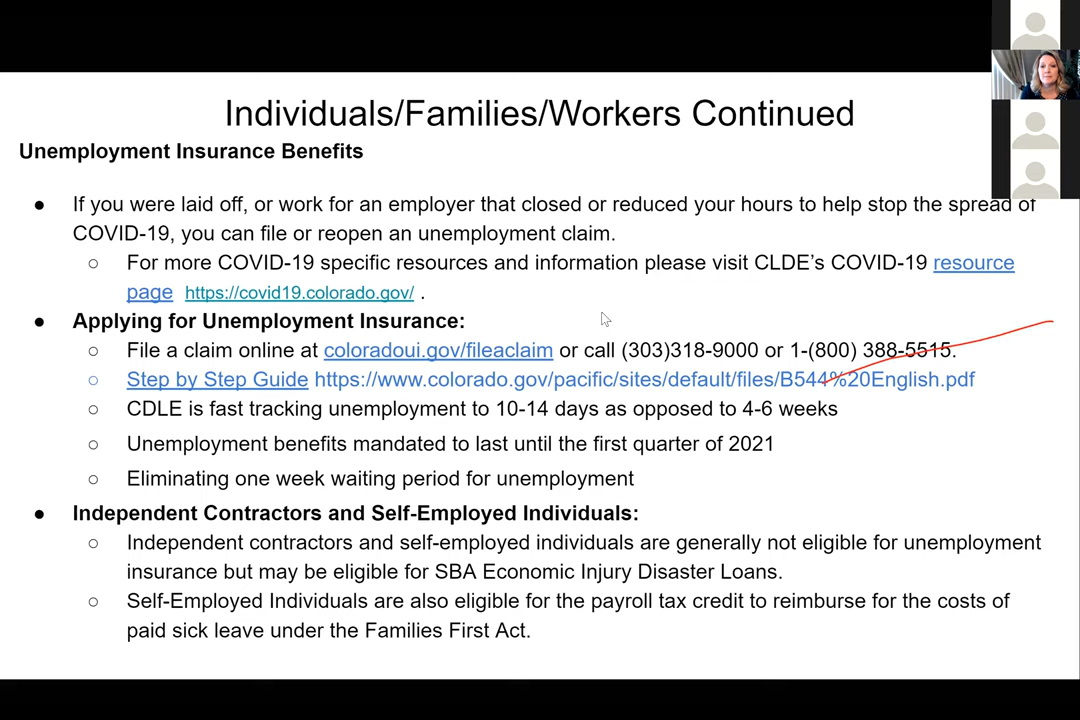 Individuals/Families/Workers Continued
Unemployment Insurance Benefits
● If you were laid off, or work for an employer that closed or reduced your hours to help stop the spread of
COVID-19, you can file or reopen an unemployment claim.
○ For more COVID-19 specific resources and information please visit CLDE's COVID-19 resource
page https://covid19.colorado.gov/ .
● Applying for Unemployment Insurance:
○ File a claim online at coloradoui.gov/fileaclaim or call (303)318-9000 or 1-(800) 388-5515.
○ Step by Step Guide https://www.colorado.gov/pacific/sites/default/files/B544%20English.pdf
○ CDLE is fast tracking unemployment to 10-14 days as opposed to 4-6 weeks
○ Unemployment benefits mandated to last until the first quarter of 2021
○ Eliminating one week waiting period for unemployment
● Independent Contractors and Self-Employed Individuals:
○ Independent contractors and self-employed individuals are generally not eligible for unemployment
insurance but may be eligible for SBA Economic Injury Disaster Loans.
○ Self-Employed Individuals are also eligible for the payroll tax credit to reimburse for the costs of
paid sick leave under the Families First Act.